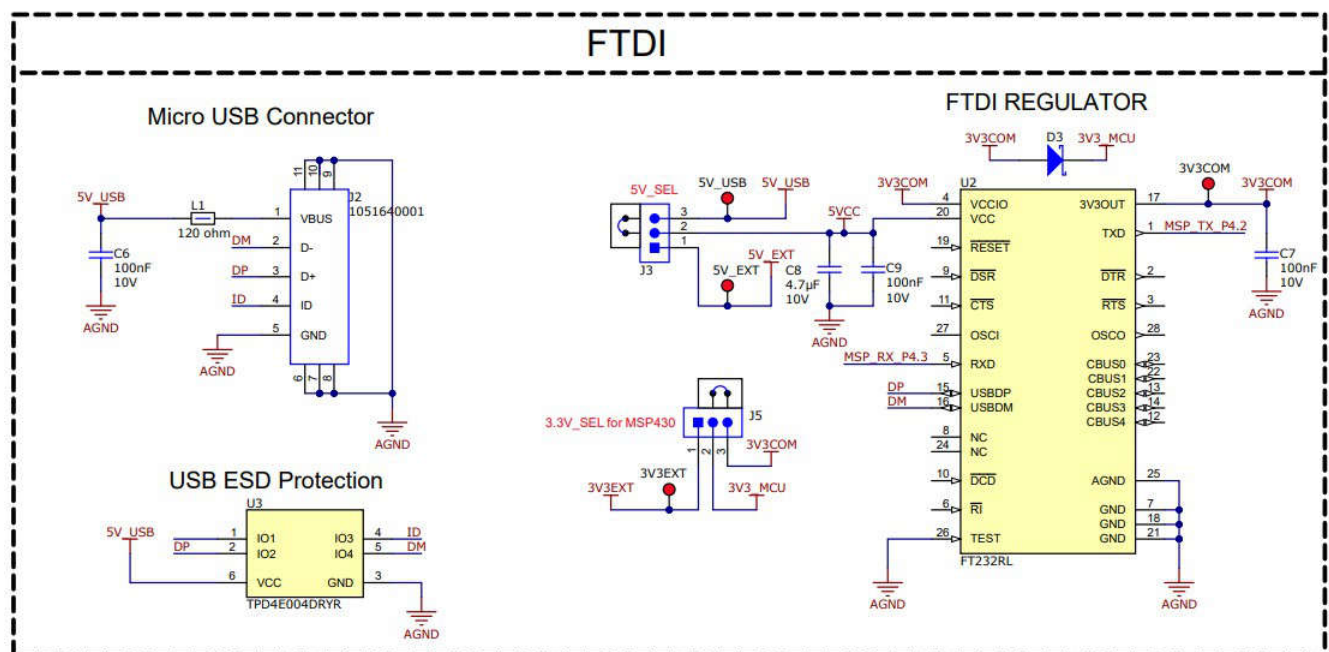 FTDI
Micro USB Connector
11
10
9
J2
1051640001
5V_USB
L1
120 ohm
1
VBUS
DM
2
D-
DP
3
D+
ID
4
ID
5
GND
C6
100nF
10V
AGND
AGND
6
7
8
AGND
USB ESD Protection
U3
5V_USB
1
IO1
IO3
4
ID
DP
2
IO2
IO4
5
DM
6
VCC
GND
3
TPD4E004DRYR
AGND
5V_SEL
5V_USB
5V_USB
3
2
1
J3
5VCC
5V_EXT
5V_EXT
C8
4.7µF
10V
C9
100nF
10V
AGND
3.3V_SEL for MSP430
J5
1
2
3
3V3COM
3V3EXT
3V3EXT
3V3_MCU
FTDI REGULATOR
3V3COM
D3
3V3_MCU
3V3COM
U2
3V3COM
3V3COM
4
VCCIO
3V3OUT
17
20
VCC
TXD
1
MSP_TX_P4.2
19
RESET
9
DSR
DTR
2
11
CTS
RTS
3
27
OSCI
OSCO
28
MSP_RX_P4.3
5
RXD
CBUS0
23
CBUS1
22
DP
15
USBDP
CBUS2
13
DM
16
USBDM
CBUS3
14
CBUS4
12
8
NC
24
NC
10
DCD
AGND
25
6
RI
GND
7
GND
18
26
TEST
GND
21
FT232RL
AGND
AGND
C7
100nF
10V
AGND